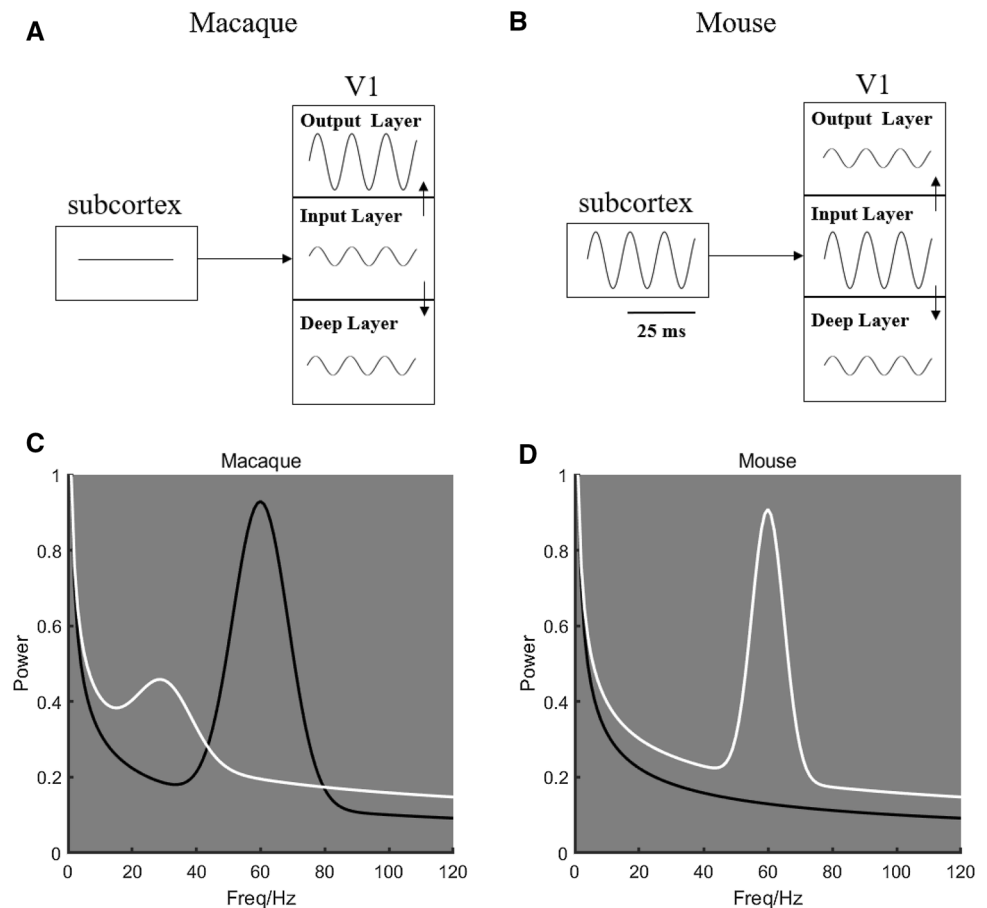 A
Macaque
V1
Output Layer
subcortex
Input Layer
Deep Layer
B
Mouse
V1
Output Layer
subcortex
Input Layer
25 ms
Deep Layer
C
Macaque
1
0.8
0.6
0.4
0.2
0
Power
0 20 40 60 80 100 120
Freq/Hz
D
Mouse
1
0.8
0.6
0.4
0.2
0
Power
0 20 40 60 80 100 120
Freq/Hz